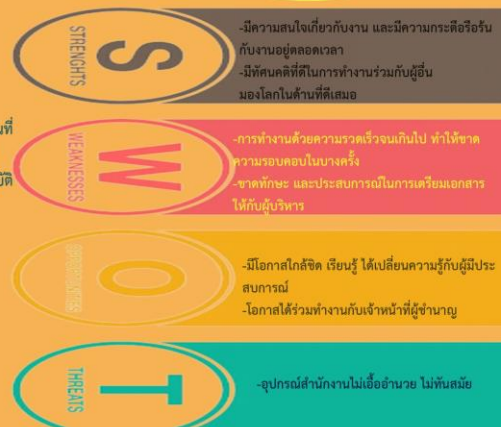 S
STRENGHTS
-มีความสนใจเกี่ยวกับงาน และมีความกระตือรือร้น
กับงานอยู่ตลอดเวลา
-มีทัศนคติที่ดีในการทำงานร่วมกับผู้อื่น
มองโลกในด้านที่ดีเสมอ
W
WEAKNESSES
-การทำงานด้วยความรวดเร็วจนเกินไป ทำให้ขาด
ความรอบคอบในบางครั้ง
-ขาดทักษะ และประสบการณ์ในการเตรียมเอกสาร
ให้กับผู้บริหาร
O
-มีโอกาสใกล้ชิด เรียนรู้ ได้เปลี่ยนความรู้กับผู้มีประ
สบการณ์
-โอกาสได้ร่วมทำงานกับเจ้าหน้าที่ผู้ชำนาญ
T
THREATS
-อุปกรณ์สำนักงานไม่เอื้ออำนวย ไม่ทันสมัย